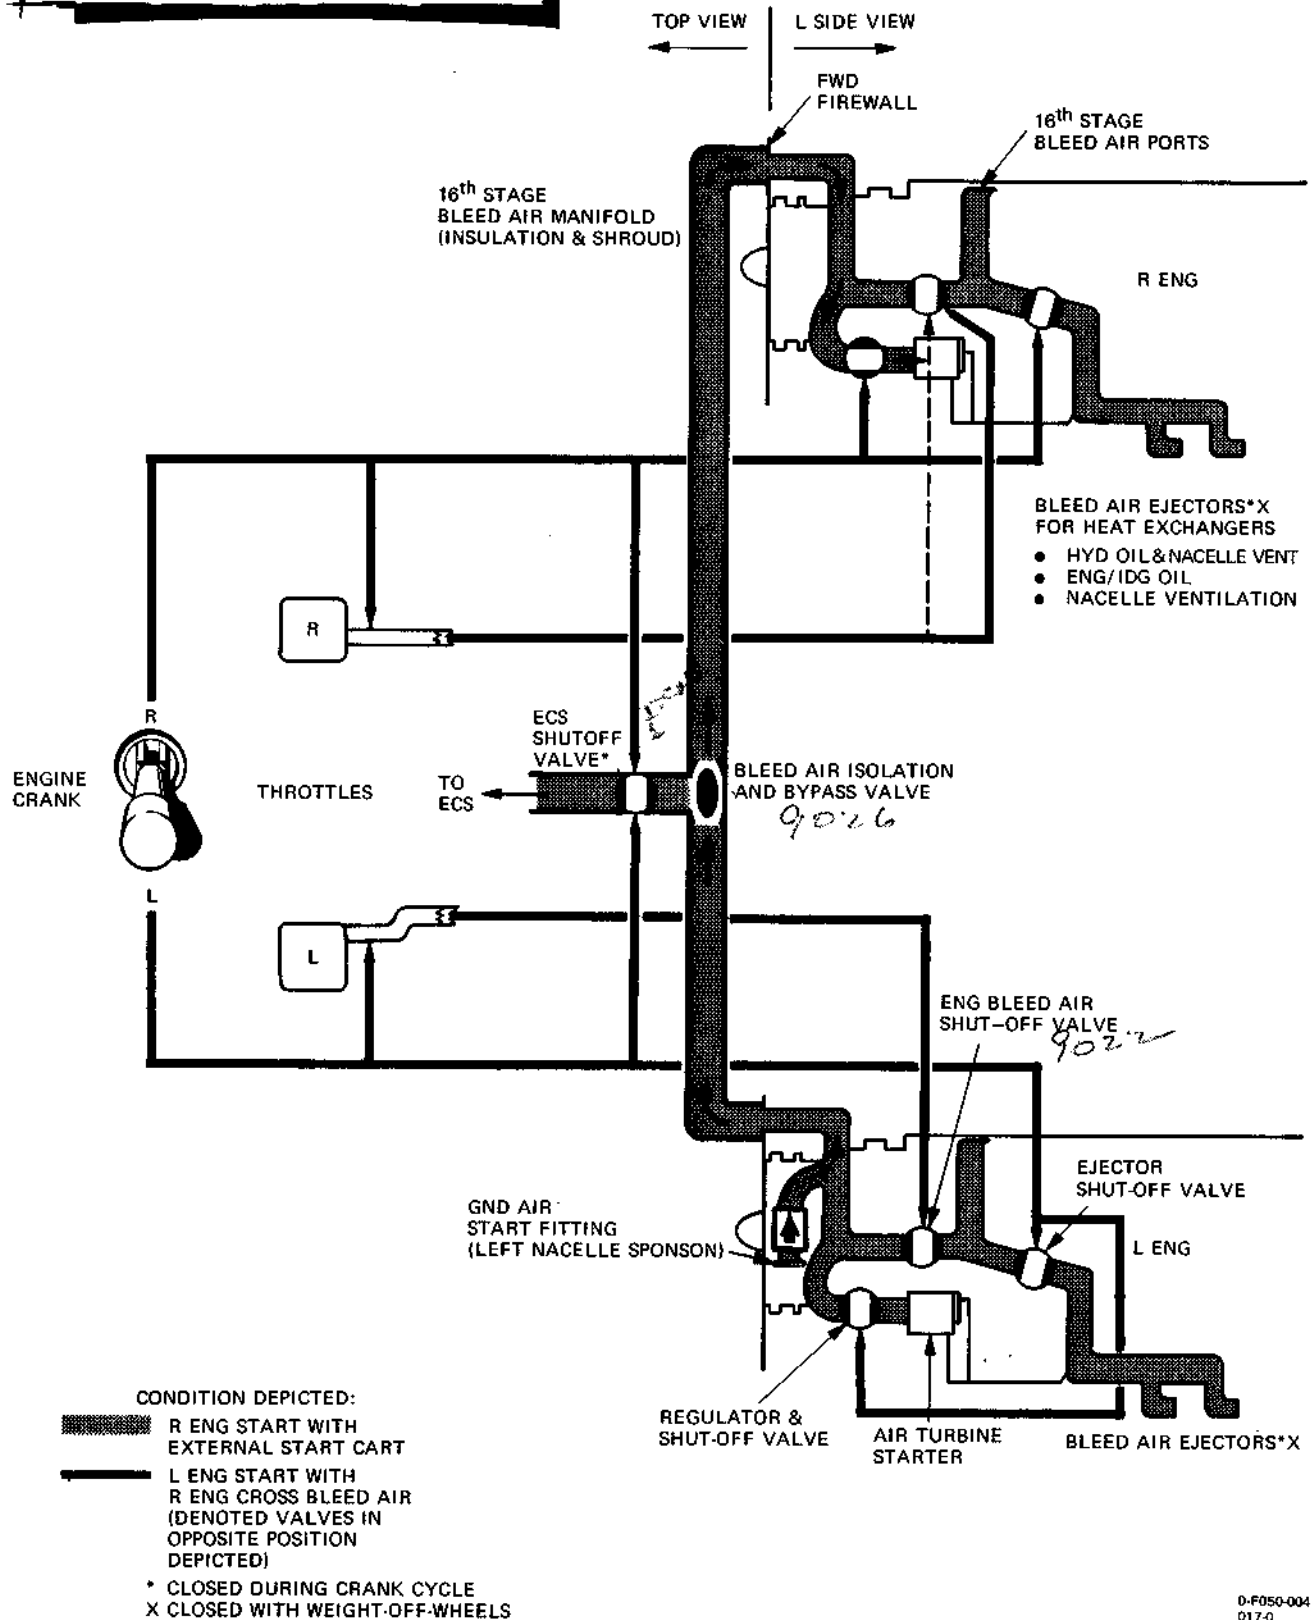 TOP VIEW
L SIDE VIEW
FWD
FIREWALL
16th STAGE
BLEED AIR PORTS
16th STAGE
BLEED AIR MANIFOLD
(INSULATION & SHROUD)
R ENG
BLEED AIR EJECTORS*X
FOR HEAT EXCHANGERS
● HYD OIL & NACELLE VENT
● ENG/IDG OIL
● NACELLE VENTILATION
R
R
ECS
SHUTOFF
VALVE*
ENGINE
CRANK
THROTTLES
TO
ECS
BLEED AIR ISOLATION
AND BYPASS VALVE
9026
L
L
ENG BLEED AIR
SHUT-OFF VALVE
9022
EJECTOR
SHUT-OFF VALVE
GND AIR
START FITTING
(LEFT NACELLE SPONSON)
L ENG
REGULATOR &
SHUT-OFF VALVE
AIR TURBINE
STARTER
BLEED AIR EJECTORS*X
CONDITION DEPICTED:
R ENG START WITH
EXTERNAL START CART
L ENG START WITH
R ENG CROSS BLEED AIR
(DENOTED VALVES IN
OPPOSITE POSITION
DEPICTED)
* CLOSED DURING CRANK CYCLE
X CLOSED WITH WEIGHT-OFF-WHEELS
0-F050-004
017-0